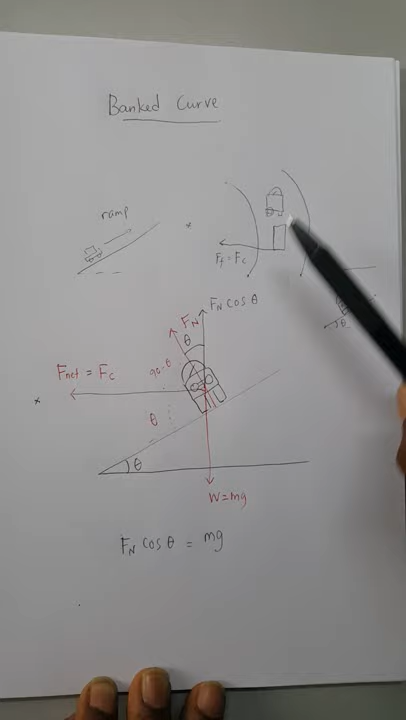 Banked Curve
ramp
Ff = Fc
θ
FN
FN cos θ
θ
90-θ
Fnet = Fc
θ
θ
W=mg
FN cos θ = mg